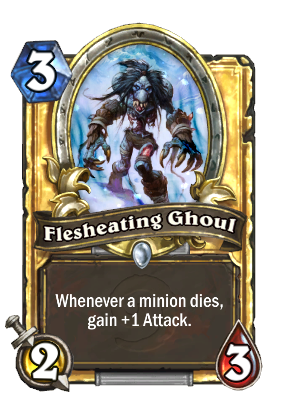 3
Flesheating Ghoul
Whenever a minion dies,
gain +1 Attack.
2
3